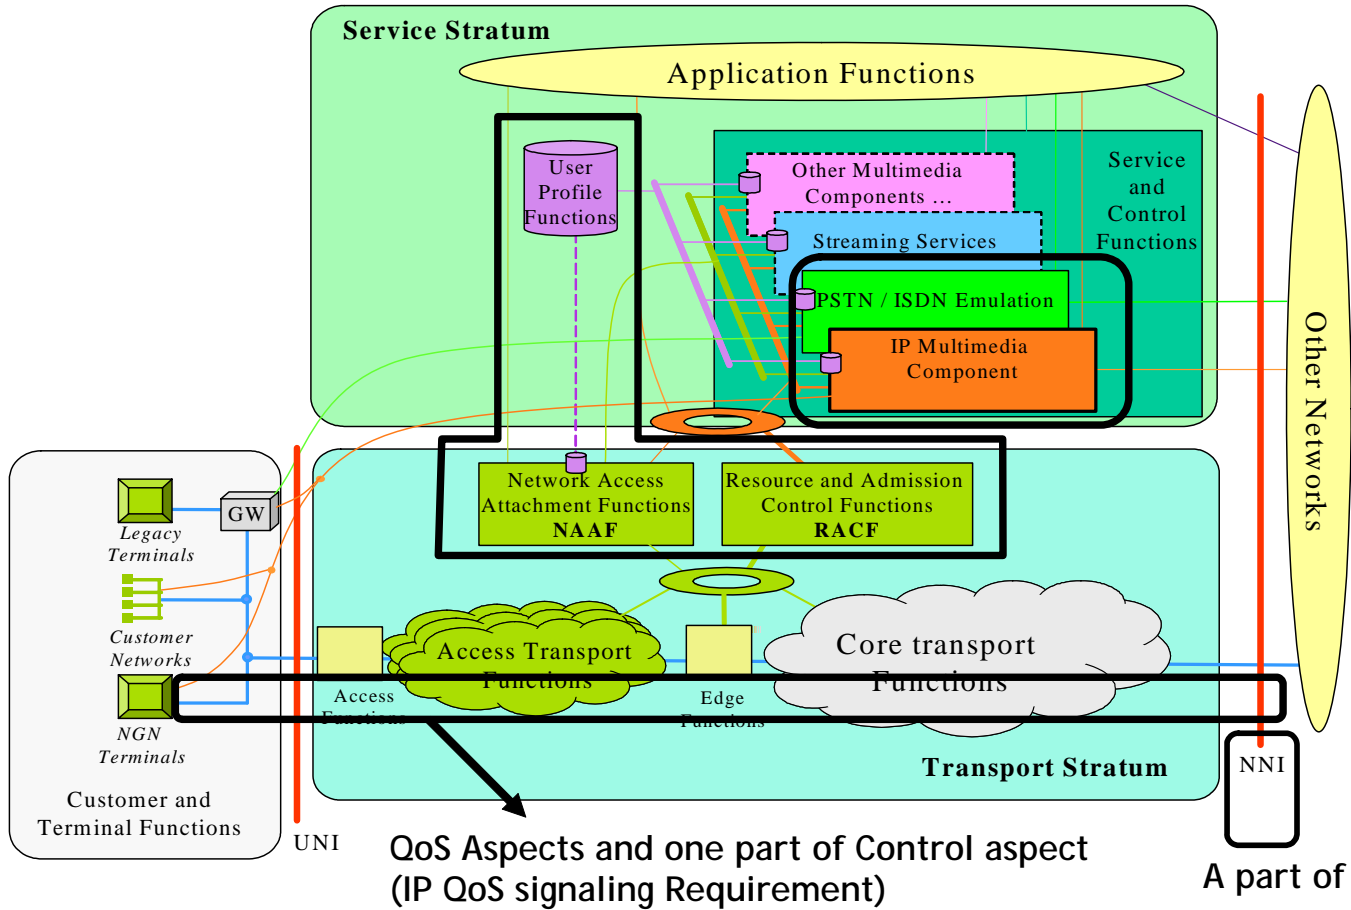 Service Stratum
Application Functions
User
Profile
Functions
Other Multimedia
Components ...
Service
and
Control
Functions
Streaming Services
PSTN / ISDN Emulation
IP Multimedia
Component
Other Networks
Network Access
Attachment Functions
NAAF
Resource and Admission
Control Functions
RACF
GW
Legacy
Terminals
Customer
Networks
NGN
Terminals
Customer and
Terminal Functions
UNI
Access
Functions
Access Transport
Functions
Edge
Functions
Core transport
Functions
Transport Stratum
NNI
QoS Aspects and one part of Control aspect
(IP QoS signaling Requirement)
A part of